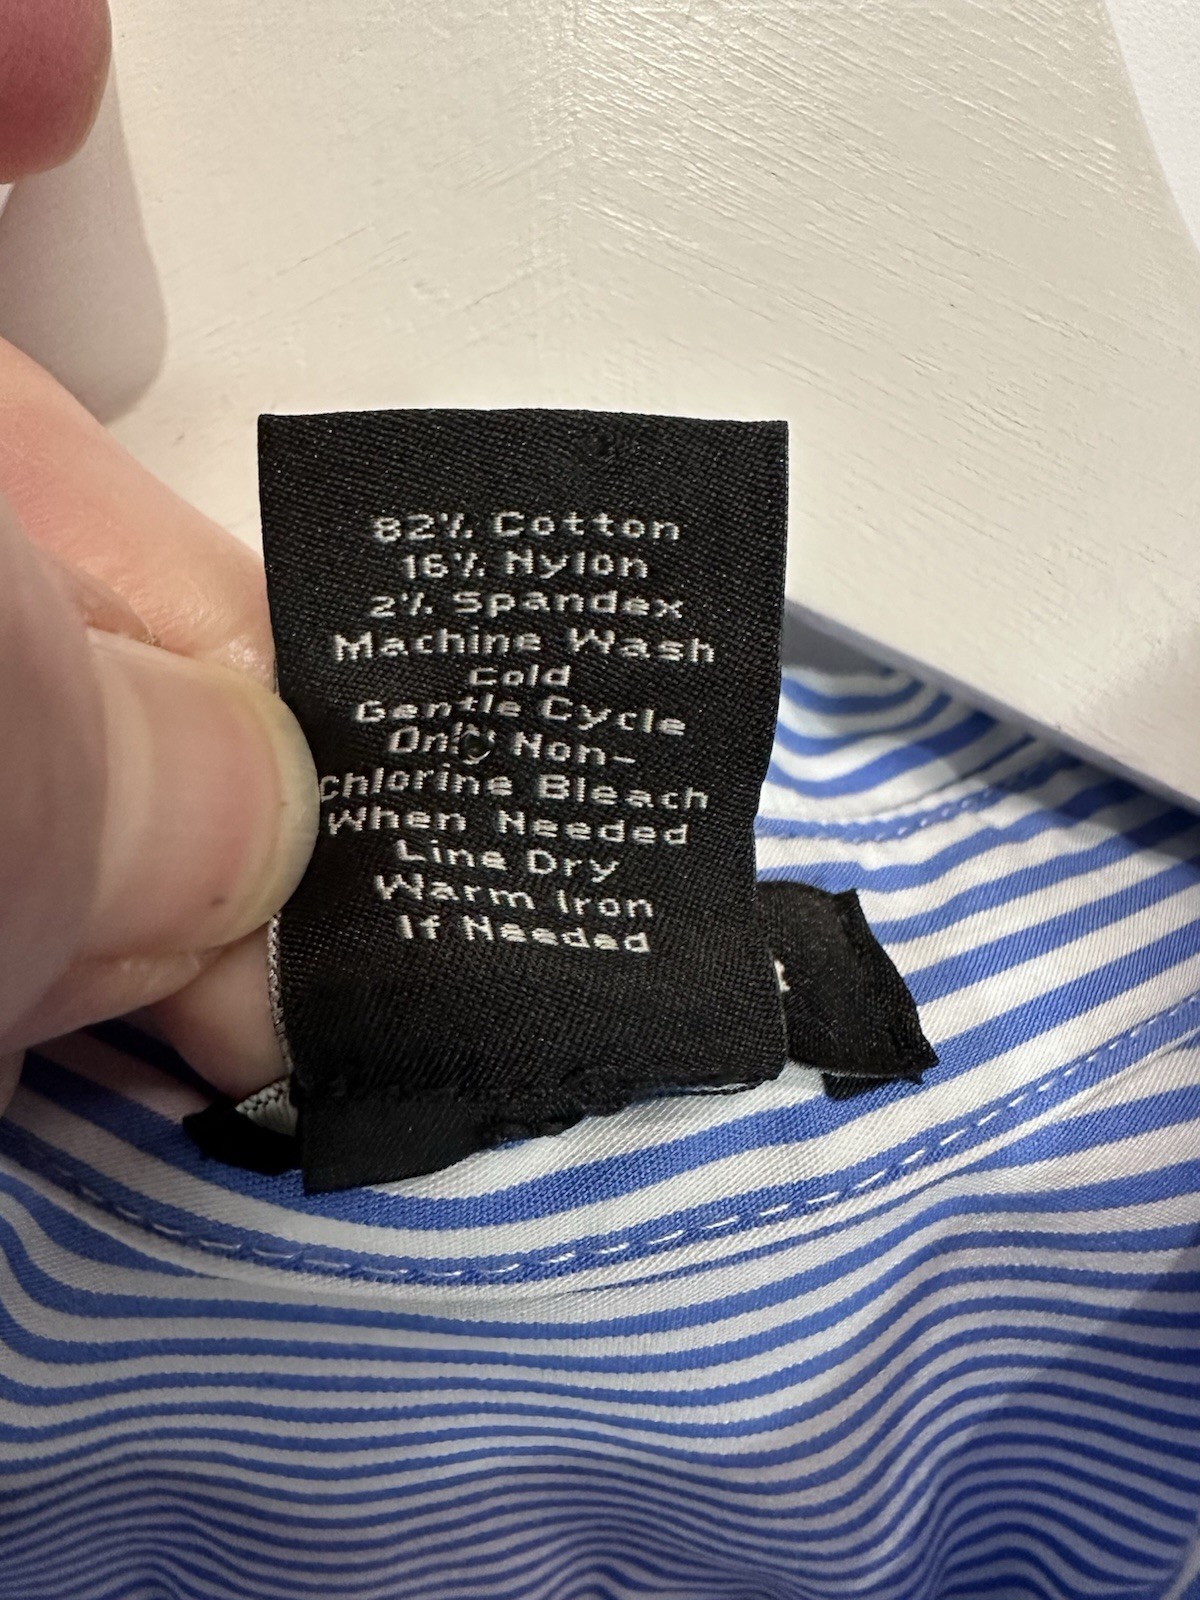 82% Cotton
16% Nylon
2% Spandex
Machine Wash
Cold
Gentle Cycle
Only Non-
Chlorine Bleach
When Needed
Line Dry
Warm Iron
If Needed